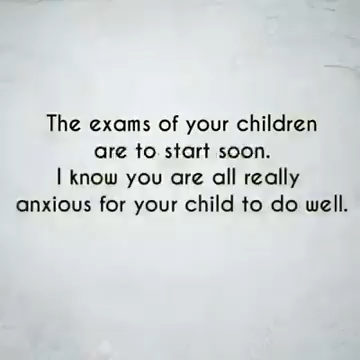 The exams of your children
are to start soon.
I know you are all really
anxious for your child to do well.